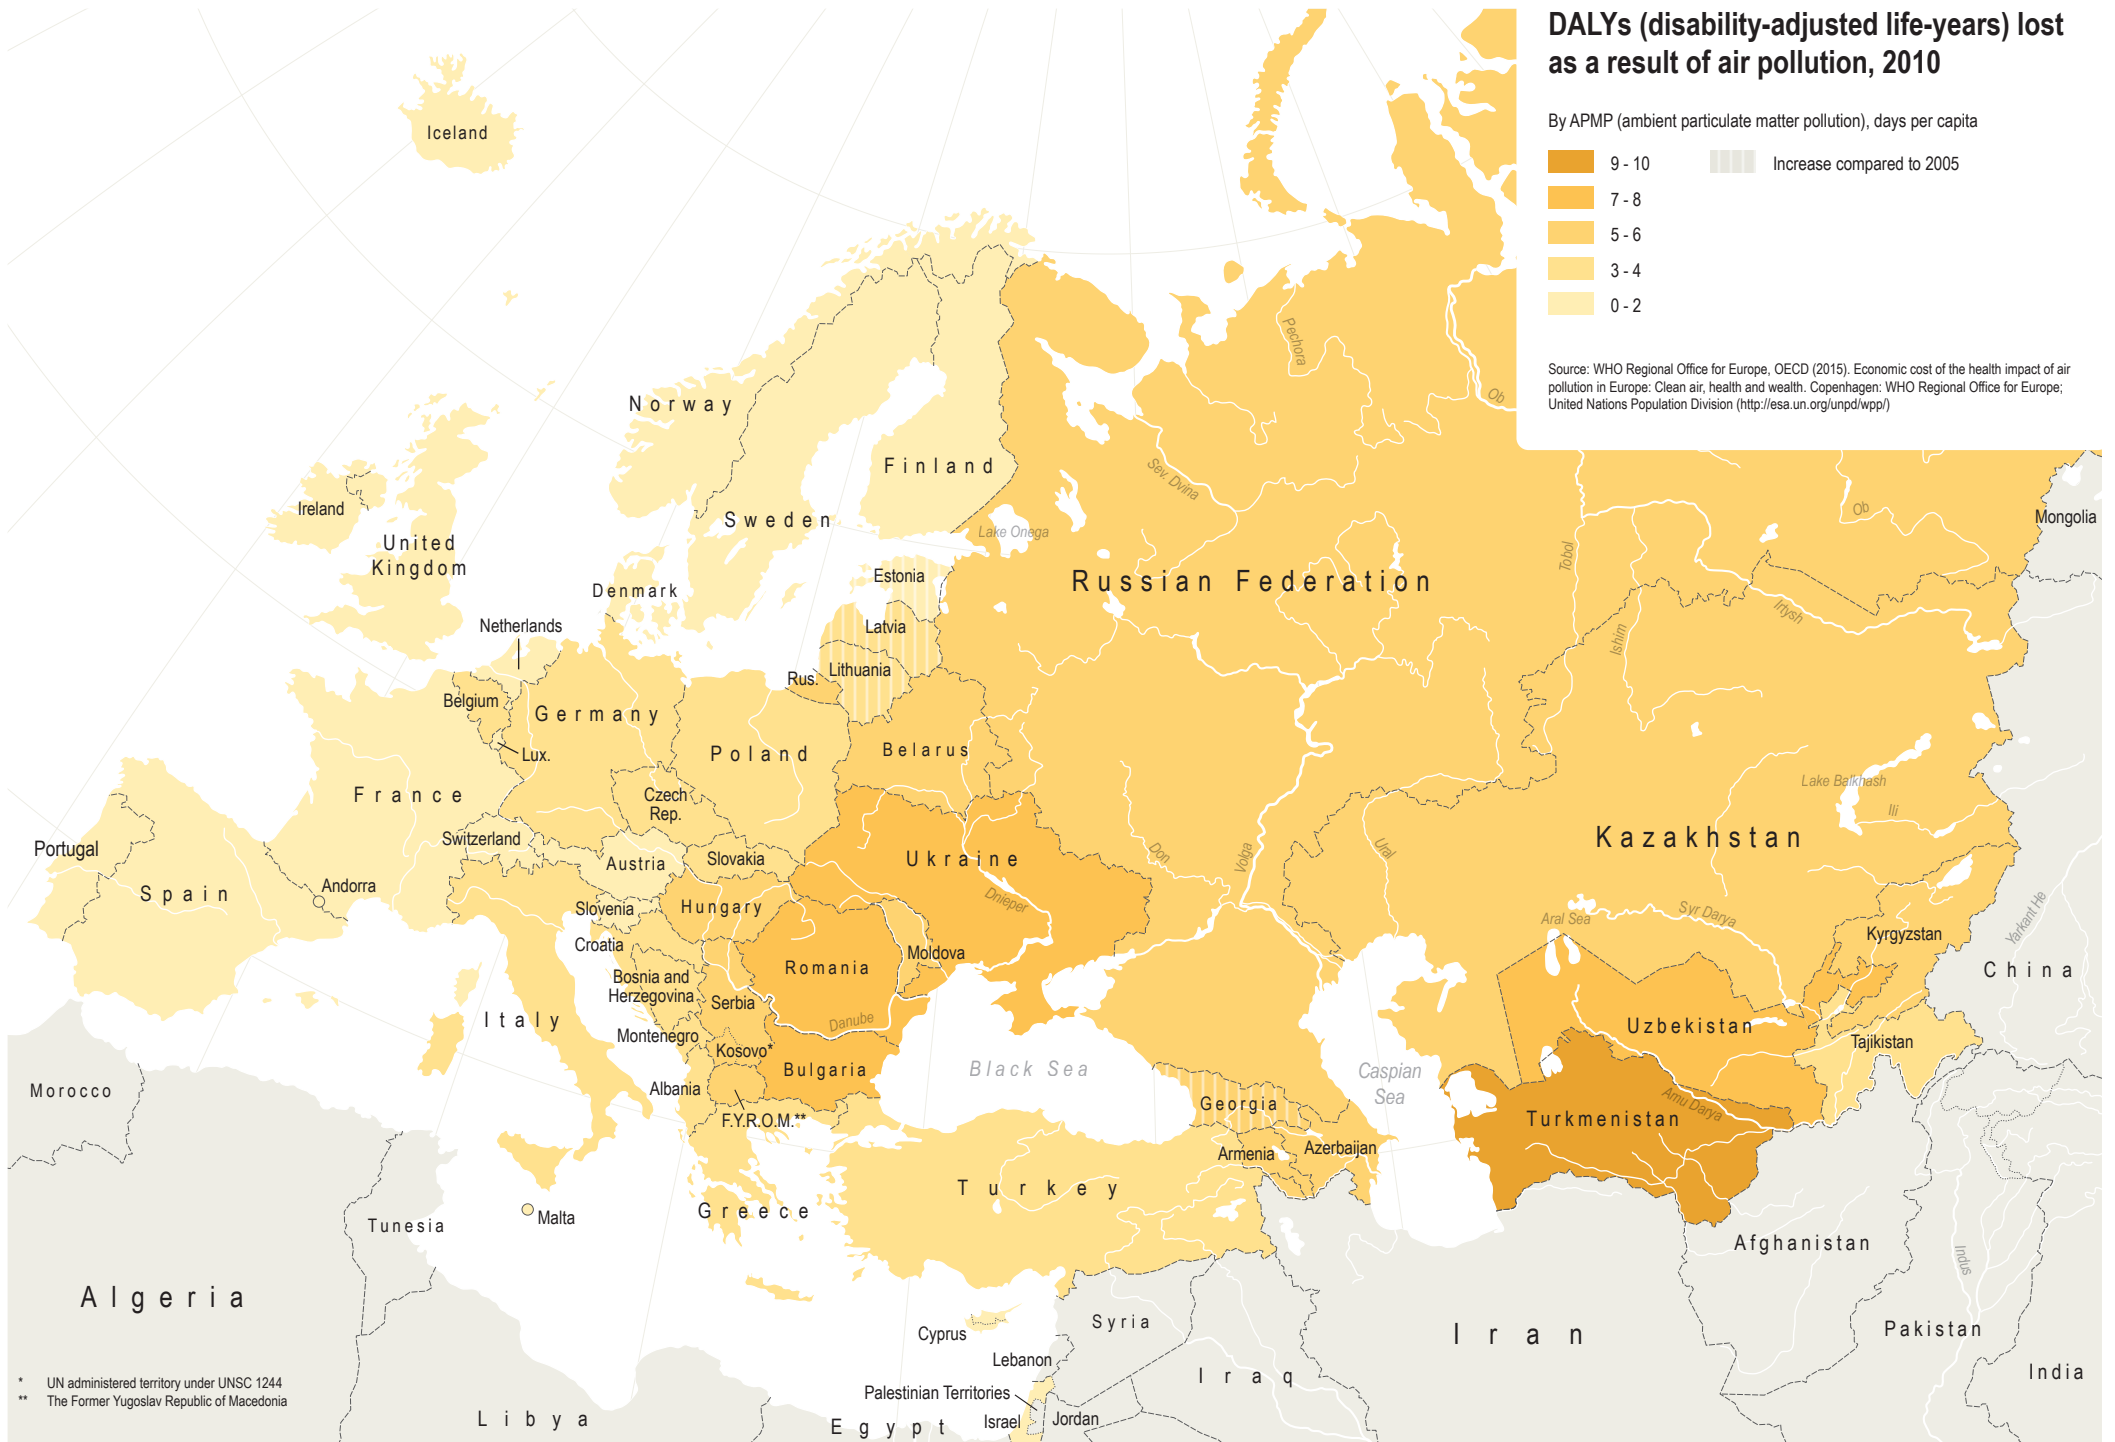 DALYs (disability-adjusted life-years) lost
as a result of air pollution, 2010
By APMP (ambient particulate matter pollution), days per capita
9 - 10
Increase compared to 2005
7 - 8
5 - 6
3 - 4
0 - 2
Source: WHO Regional Office for Europe, OECD (2015). Economic cost of the health impact of air
pollution in Europe: Clean air, health and wealth. Copenhagen: WHO Regional Office for Europe;
United Nations Population Division (http://esa.un.org/unpd/wpp/)
Iceland
Pechora
Ob
Norway
Finland
Sev. Dvina
Ireland
Sweden
Lake Onega
Ob
Mongolia
United
Kingdom
Denmark
Estonia
Russian Federation
Tobol
Irtysh
Ishim
Netherlands
Latvia
Rus.
Lithuania
Belgium
Germany
Lux.
Poland
Belarus
France
Czech
Rep.
Lake Balkhash
Ili
Kazakhstan
Switzerland
Portugal
Austria
Slovakia
Ukraine
Don
Volga
Ural
Spain
Andorra
Slovenia
Hungary
Dnieper
Aral Sea
Syr Darya
Yarkant He
Kyrgyzstan
Croatia
Moldova
Romania
China
Bosnia and
Herzegovina
Serbia
Italy
Danube
Uzbekistan
Montenegro
Kosovo*
Tajikistan
Bulgaria
Black Sea
Caspian
Sea
Morocco
Albania
F.Y.R.O.M.**
Georgia
Turkmenistan
Amu Darya
Armenia
Azerbaijan
Turkey
Greece
Malta
Tunesia
Afghanistan
Indus
Algeria
Cyprus
Syria
Iran
Pakistan
Lebanon
Iraq
India
* UN administered territory under UNSC 1244
** The Former Yugoslav Republic of Macedonia
Palestinian Territories
Libya
Egypt
Israel
Jordan